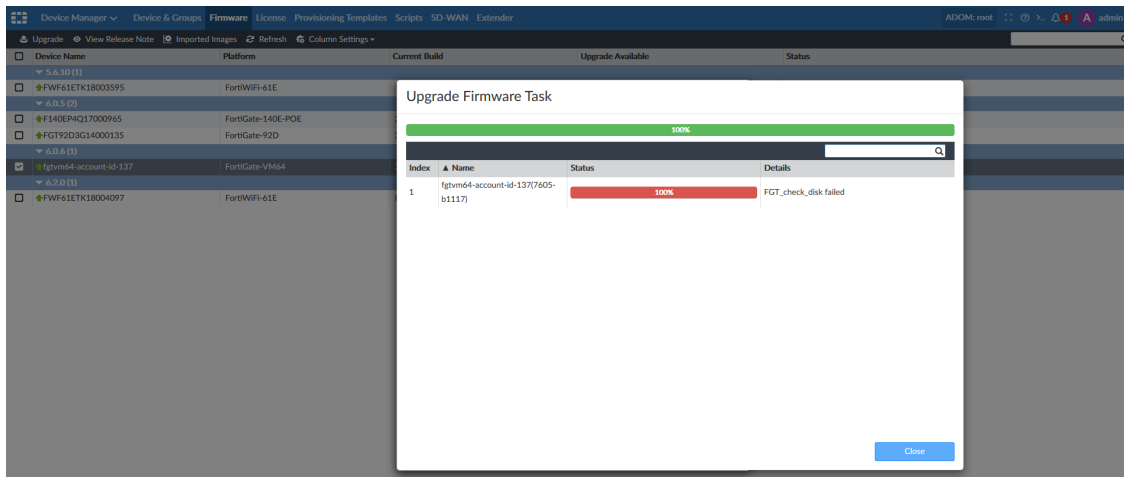 Device Manager Device & Groups Firmware License Provisioning Templates Scripts SD-WAN Extender ADOM: root 1 A admin
Upgrade View Release Note Imported Images Refresh Column Settings
Device Name Platform Current Build Upgrade Available Status
5.6.10 (1)
FWF61ETK18003595 FortiWiFi-61E
6.0.5 (2)
F140EP4Q17000965 FortiGate-140E-POE
FGT92D3G14000135 FortiGate-92D
6.0.6 (1)
fgtvm64-account-id-137 FortiGate-VM64
6.2.0 (1)
FWF61ETK18004097 FortiWiFi-61E
Upgrade Firmware Task
100%
Index Name Status Details
1 fgtvm64-account-id-137(7605-
b1117) 100% FGT_check_disk failed
Close